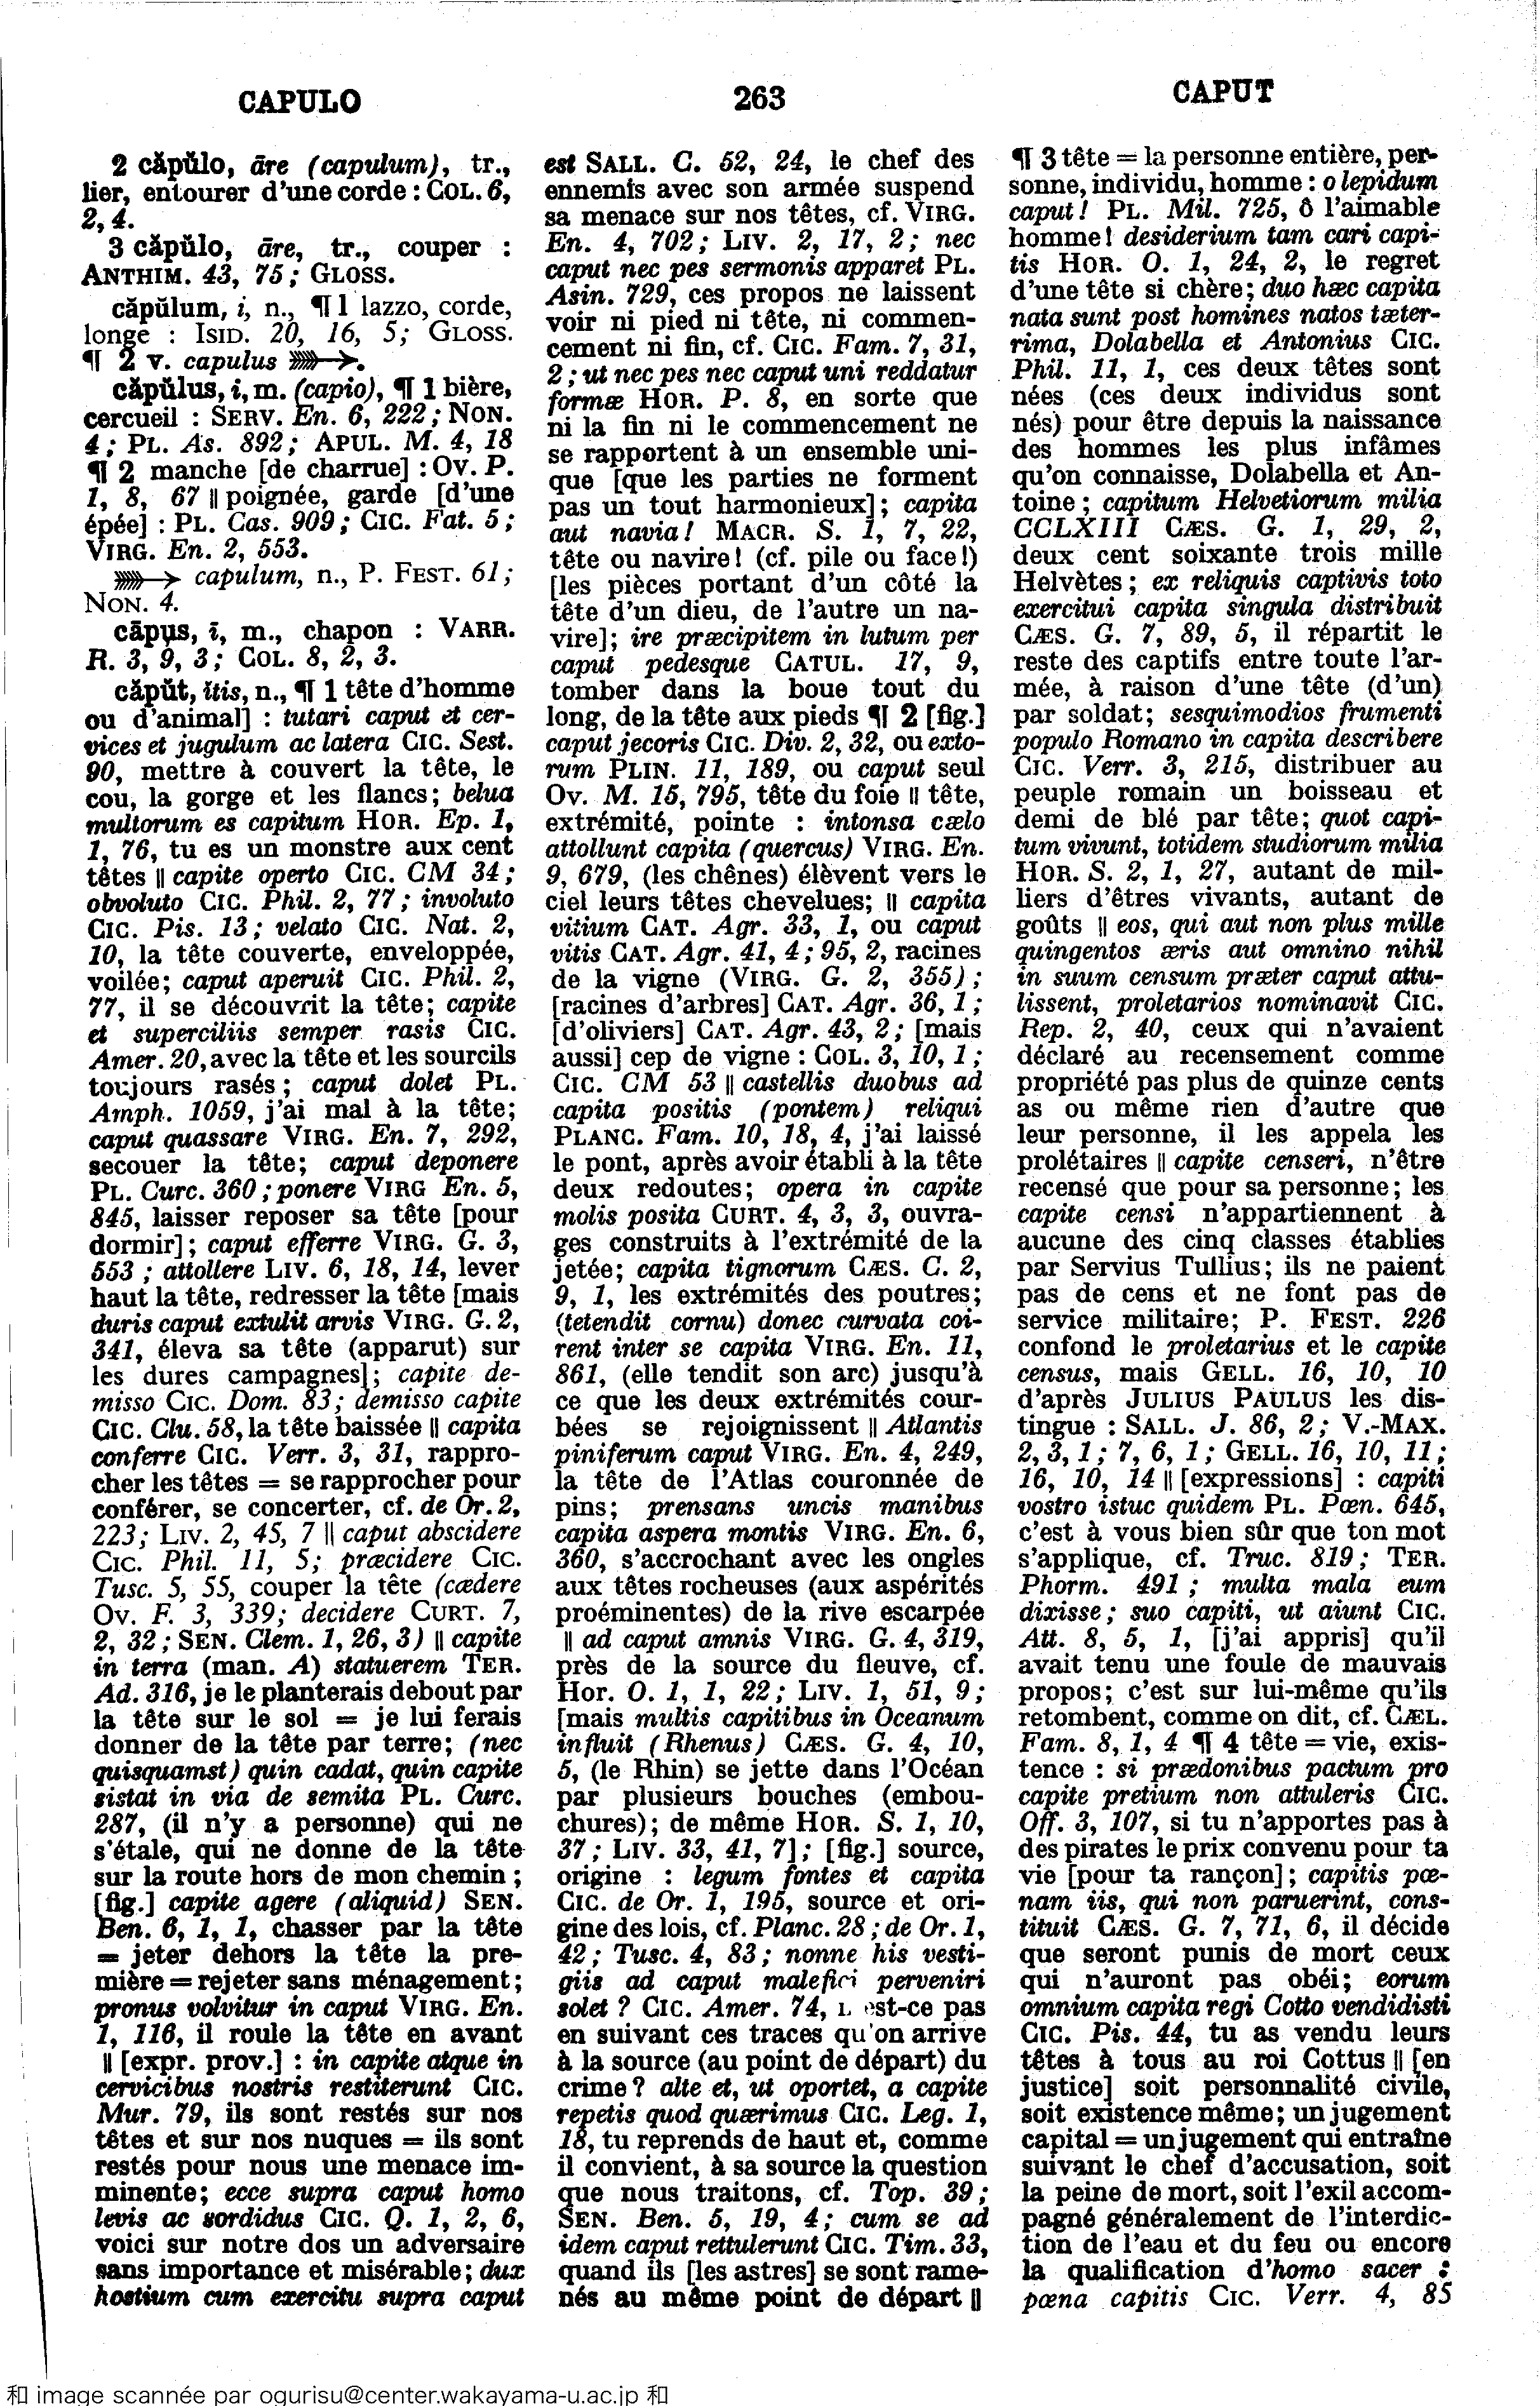 CAPULO
263
CAPUT
2 căpŭlo, āre (capulum), tr.,
lier, entourer d'une corde : COL. 6,
2, 4.
3 căpŭlo, āre, tr., couper :
ANTHIM. 43, 75 ; GLOSS.
căpŭlum, i, n., ¶ 1 lazzo, corde,
longe : ISID. 20, 16, 5; GLOSS.
¶ 2 v. capulus ➳.
căpŭlus, i, m. (capio), ¶ 1 bière,
cercueil : SERV. En. 6, 222 ; NON.
4 ; PL. As. 892 ; APUL. M. 4, 18
¶ 2 manche [de charrue] : OV. P.
1, 8, 67 || poignée, garde [d'une
épée] : PL. Cas. 909 ; CIC. Fat. 5 ;
VIRG. En. 2, 553.
➳ capulum, n., P. FEST. 61 ;
NON. 4.
cāpus, i, m., chapon : VARR.
R. 3, 9, 3 ; COL. 8, 2, 3.
căpŭt, ĭtis, n., ¶ 1 tête d'homme
ou d'animal] : tutari caput et cer-
vices et jugulum ac latera CIC. Sest.
90, mettre à couvert la tête, le
cou, la gorge et les flancs; belua
multorum es capitum HOR. Ep. 1,
1, 76, tu es un monstre aux cent
têtes || capite operto CIC. CM 34 ;
obvoluto CIC. Phil. 2, 77 ; involuto
CIC. Pis. 13 ; velato CIC. Nat. 2,
10, la tête couverte, enveloppée,
voilée; caput aperuit CIC. Phil. 2,
77, il se découvrit la tête; capite
et superciliis semper rasis CIC.
Amer. 20, avec la tête et les sourcils
toujours rasés ; caput dolet PL.
Amph. 1059, j'ai mal à la tête;
caput quassare VIRG. En. 7, 292,
secouer la tête; caput deponere
PL. Curc. 360 ; ponere VIRG En. 5,
845, laisser reposer sa tête [pour
dormir] ; caput efferre VIRG. G. 3,
553 ; attollere LIV. 6, 18, 14, lever
haut la tête, redresser la tête [mais
duris caput extulit arvis VIRG. G. 2,
341, éleva sa tête (apparut) sur
les dures campagnes]; capite de-
misso CIC. Dom. 83 ; demisso capite
CIC. Clu. 58, la tête baissée || capita
conferre CIC. Verr. 3, 31, rappro-
cher les têtes = se rapprocher pour
conférer, se concerter, cf. de Or. 2,
223; LIV. 2, 45, 7 || caput abscidere
CIC. Phil. 11, 5; præcidere CIC.
Tusc. 5, 55, couper la tête (cædere
OV. F. 3, 339; decidere CURT. 7,
2, 32 ; SEN. Clem. 1, 26, 3) || capite
in terra (man. A) statuerem TER.
Ad. 316, je le planterais debout par
la tête sur le sol = je lui ferais
donner de la tête par terre; (nec
quisquamst) quin cadat, quin capite
sistat in via de semita PL. Curc.
287, (il n'y a personne) qui ne
s'étale, qui ne donne de la tête
sur la route hors de mon chemin ;
[fig.] capite agere (aliquid) SEN.
Ben. 6, 1, 1, chasser par la tête
= jeter dehors la tête la pre-
mière = rejeter sans ménagement;
pronus volvitur in caput VIRG. En.
1, 116, il roule la tête en avant
|| [expr. prov.] : in capite atque in
cervicibus nostris restiterunt CIC.
Mur. 79, ils sont restés sur nos
têtes et sur nos nuques = ils sont
restés pour nous une menace im-
minente; ecce supra caput homo
levis ac sordidus CIC. Q. 1, 2, 6,
voici sur notre dos un adversaire
sans importance et misérable; dux
hostium cum exercitu supra caput
est SALL. C. 52, 24, le chef des
ennemis avec son armée suspend
sa menace sur nos têtes, cf. VIRG.
En. 4, 702 ; LIV. 2, 17, 2 ; nec
caput nec pes sermonis apparet PL.
Asin. 729, ces propos ne laissent
voir ni pied ni tête, ni commen-
cement ni fin, cf. CIC. Fam. 7, 31,
2 ; ut nec pes nec caput uni reddatur
formæ HOR. P. 8, en sorte que
ni la fin ni le commencement ne
se rapportent à un ensemble uni-
que [que les parties ne forment
pas un tout harmonieux] ; capita
aut navia ! MACR. S. 1, 7, 22,
tête ou navire! (cf. pile ou face!)
[les pièces portant d'un côté la
tête d'un dieu, de l'autre un na-
vire]; ire præcipitem in lutum per
caput pedesque CATUL. 17, 9,
tomber dans la boue tout du
long, de la tête aux pieds ¶ 2 [fig.]
caput jecoris CIC. Div. 2, 32, ou exto-
rum PLIN. 11, 189, ou caput seul
OV. M. 15, 795, tête du foie || tête,
extrémité, pointe : intonsa cælo
attollunt capita (quercus) VIRG. En.
9, 679, (les chênes) élèvent vers le
ciel leurs têtes chevelues; || capita
vitium CAT. Agr. 33, 1, ou caput
vitis CAT. Agr. 41, 4 ; 95, 2, racines
de la vigne (VIRG. G. 2, 355) ;
[racines d'arbres] CAT. Agr. 36, 1 ;
[d'oliviers] CAT. Agr. 43, 2 ; [mais
aussi] cep de vigne : COL. 3, 10, 1 ;
CIC. CM 53 || castellis duobus ad
capita positis (pontem) reliqui
PLANC. Fam. 10, 18, 4, j'ai laissé
le pont, après avoir établi à la tête
deux redoutes; opera in capite
molis posita CURT. 4, 3, 3, ouvra-
ges construits à l'extrémité de la
jetée; capita tignorum CÆS. C. 2,
9, 1, les extrémités des poutres;
(tetendit cornu) donec curvata coi-
rent inter se capita VIRG. En. 11,
861, (elle tendit son arc) jusqu'à
ce que les deux extrémités cour-
bées se rejoignissent || Atlantis
piniferum caput VIRG. En. 4, 249,
la tête de l'Atlas couronnée de
pins; prensans uncis manibus
capita aspera montis VIRG. En. 6,
360, s'accrochant avec les ongles
aux têtes rocheuses (aux aspérités
proéminentes) de la rive escarpée
|| ad caput amnis VIRG. G. 4, 319,
près de la source du fleuve, cf.
Hor. O. 1, 1, 22 ; LIV. 1, 51, 9 ;
[mais multis capitibus in Oceanum
influit (Rhenus) CÆS. G. 4, 10,
5, (le Rhin) se jette dans l'Océan
par plusieurs bouches (embou-
chures) ; de même HOR. S. 1, 10,
37 ; LIV. 33, 41, 7] ; [fig.] source,
origine : legum fontes et capita
CIC. de Or. 1, 195, source et ori-
gine des lois, cf. Planc. 28 ; de Or. 1,
42 ; Tusc. 4, 83 ; nonne his vesti-
giis ad caput malefici perveniri
solet ? CIC. Amer. 74, est-ce pas
en suivant ces traces qu'on arrive
à la source (au point de départ) du
crime ? alte et, ut oportet, a capite
repetis quod quærimus CIC. Leg. 1,
18, tu reprends de haut et, comme
il convient, à sa source la question
que nous traitons, cf. Top. 39 ;
SEN. Ben. 5, 19, 4 ; cum se ad
idem caput rettulerunt CIC. Tim. 33,
quand ils [les astres] se sont rame-
nés au même point de départ ||
¶ 3 tête = la personne entière, per-
sonne, individu, homme : o lepidum
caput ! PL. Mil. 725, ô l'aimable
homme! desiderium tam cari capi-
tis HOR. O. 1, 24, 2, le regret
d'une tête si chère; duo hæc capita
nata sunt post homines natos tæter-
rima, Dolabella et Antonius CIC.
Phil. 11, 1, ces deux têtes sont
nées (ces deux individus sont
nés) pour être depuis la naissance
des hommes les plus infâmes
qu'on connaisse, Dolabella et An-
toine ; capitum Helvetiorum milia
CCLXIII CÆS. G. 1, 29, 2,
deux cent soixante trois mille
Helvètes ; ex reliquis captivis toto
exercitui capita singula distribuit
CÆS. G. 7, 89, 5, il répartit le
reste des captifs entre toute l'ar-
mée, à raison d'une tête (d'un)
par soldat; sesquimodios frumenti
populo Romano in capita describere
CIC. Verr. 3, 215, distribuer au
peuple romain un boisseau et
demi de blé par tête; quot capi-
tum vivunt, totidem studiorum milia
HOR. S. 2, 1, 27, autant de mil-
liers d'êtres vivants, autant de
goûts || eos, qui aut non plus mille
quingentos æris aut omnino nihil
in suum censum præter caput attu-
lissent, proletarios nominavit CIC.
Rep. 2, 40, ceux qui n'avaient
déclaré au recensement comme
propriété pas plus de quinze cents
as ou même rien d'autre que
leur personne, il les appela les
prolétaires || capite censeri, n'être
recensé que pour sa personne; les
capite censi n'appartiennent à
aucune des cinq classes établies
par Servius Tullius; ils ne paient
pas de cens et ne font pas de
service militaire; P. FEST. 226
confond le proletarius et le capite
census, mais GELL. 16, 10, 10
d'après JULIUS PAULUS les dis-
tingue : SALL. J. 86, 2 ; V.-MAX.
2, 3, 1 ; 7, 6, 1 ; GELL. 16, 10, 11 ;
16, 10, 14 || [expressions] : capiti
vostro istuc quidem PL. Pœn. 645,
c'est à vous bien sûr que ton mot
s'applique, cf. Truc. 819 ; TER.
Phorm. 491 ; multa mala eum
dixisse ; suo capiti, ut aiunt CIC.
Att. 8, 5, 1, [j'ai appris] qu'il
avait tenu une foule de mauvais
propos; c'est sur lui-même qu'ils
retombent, comme on dit, cf. CÆL.
Fam. 8, 1, 4 ¶ 4 tête = vie, exis-
tence : si prædonibus pactum pro
capite pretium non attuleris CIC.
Off. 3, 107, si tu n'apportes pas à
des pirates le prix convenu pour ta
vie [pour ta rançon] ; capitis pœ-
nam iis, qui non paruerint, cons-
tituit CÆS. G. 7, 71, 6, il décide
que seront punis de mort ceux
qui n'auront pas obéi; eorum
omnium capita regi Cotto vendidisti
CIC. Pis. 44, tu as vendu leurs
têtes à tous au roi Cottus || [en
justice] soit personnalité civile,
soit existence même; un jugement
capital = un jugement qui entraîne
suivant le chef d'accusation, soit
la peine de mort, soit l'exil accom-
pagné généralement de l'interdic-
tion de l'eau et du feu ou encore
la qualification d'homo sacer :
pœna capitis CIC. Verr. 4, 85
和 image scannée par ogurisu@center.wakayama-u.ac.jp 和